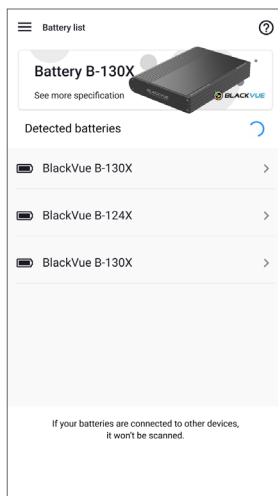 Battery list
Battery B-130X
See more specification
BLACKVUE
BLACKVUE
Detected batteries
BlackVue B-130X
BlackVue B-124X
BlackVue B-130X
If your batteries are connected to other devices,
it won't be scanned.